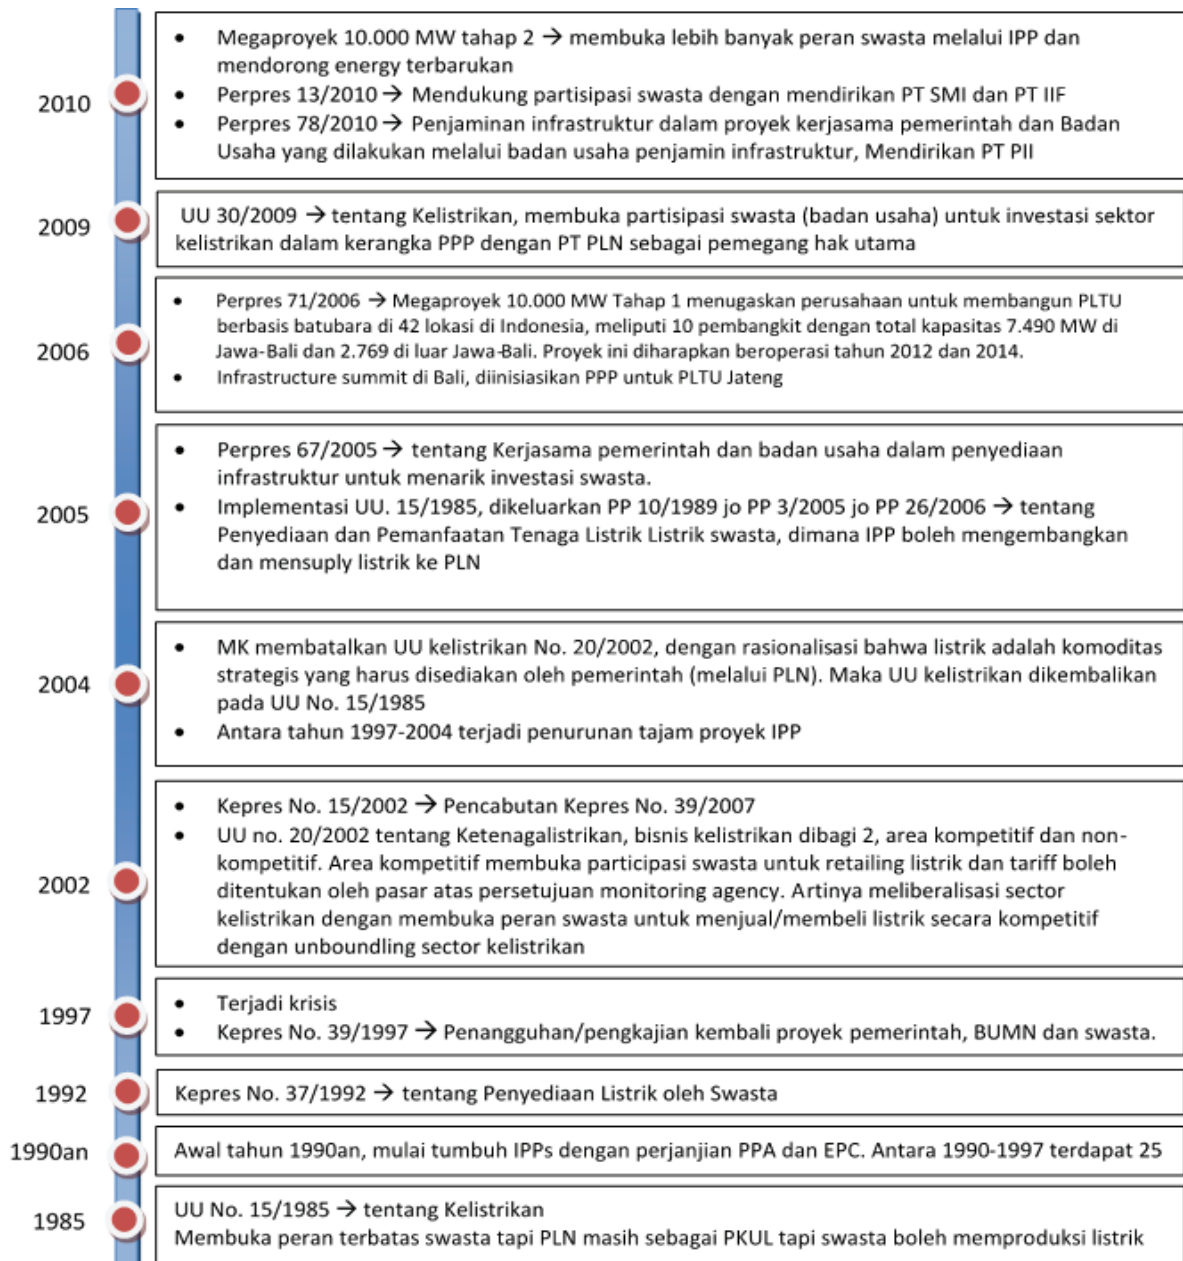 2010
• Megaproyek 10.000 MW tahap 2 → membuka lebih banyak peran swasta melalui IPP dan
mendorong energy terbarukan
• Perpres 13/2010 → Mendukung partisipasi swasta dengan mendirikan PT SMI dan PT IIF
• Perpres 78/2010 → Penjaminan infrastruktur dalam proyek kerjasama pemerintah dan Badan
Usaha yang dilakukan melalui badan usaha penjamin infrastruktur, Mendirikan PT PII
2009
UU 30/2009 → tentang Kelistrikan, membuka partisipasi swasta (badan usaha) untuk investasi sektor
kelistrikan dalam kerangka PPP dengan PT PLN sebagai pemegang hak utama
2006
• Perpres 71/2006 → Megaproyek 10.000 MW Tahap 1 menugaskan perusahaan untuk membangun PLTU
berbasis batubara di 42 lokasi di Indonesia, meliputi 10 pembangkit dengan total kapasitas 7.490 MW di
Jawa-Bali dan 2.769 di luar Jawa-Bali. Proyek ini diharapkan beroperasi tahun 2012 dan 2014.
• Infrastructure summit di Bali, diinisiasikan PPP untuk PLTU Jateng
2005
• Perpres 67/2005 → tentang Kerjasama pemerintah dan badan usaha dalam penyediaan
infrastruktur untuk menarik investasi swasta.
• Implementasi UU. 15/1985, dikeluarkan PP 10/1989 jo PP 3/2005 jo PP 26/2006 → tentang
Penyediaan dan Pemanfaatan Tenaga Listrik Listrik swasta, dimana IPP boleh mengembangkan
dan mensuply listrik ke PLN
2004
• MK membatalkan UU kelistrikan No. 20/2002, dengan rasionalisasi bahwa listrik adalah komoditas
strategis yang harus disediakan oleh pemerintah (melalui PLN). Maka UU kelistrikan dikembalikan
pada UU No. 15/1985
• Antara tahun 1997-2004 terjadi penurunan tajam proyek IPP
2002
• Kepres No. 15/2002 → Pencabutan Kepres No. 39/2007
• UU no. 20/2002 tentang Ketenagalistrikan, bisnis kelistrikan dibagi 2, area kompetitif dan non-
kompetitif. Area kompetitif membuka participasi swasta untuk retailing listrik dan tariff boleh
ditentukan oleh pasar atas persetujuan monitoring agency. Artinya meliberalisasi sector
kelistrikan dengan membuka peran swasta untuk menjual/membeli listrik secara kompetitif
dengan unboundling sector kelistrikan
1997
• Terjadi krisis
• Kepres No. 39/1997 → Penangguhan/pengkajian kembali proyek pemerintah, BUMN dan swasta.
1992
Kepres No. 37/1992 → tentang Penyediaan Listrik oleh Swasta
1990an
Awal tahun 1990an, mulai tumbuh IPPs dengan perjanjian PPA dan EPC. Antara 1990-1997 terdapat 25
1985
UU No. 15/1985 → tentang Kelistrikan
Membuka peran terbatas swasta tapi PLN masih sebagai PKUL tapi swasta boleh memproduksi listrik